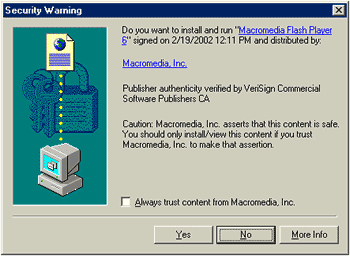 Security Warning
Do you want to install and run "Macromedia Flash Player
6" signed on 2/19/2002 12:11 PM and distributed by:
Macromedia, Inc.
Publisher authenticity verified by VeriSign Commercial
Software Publishers CA
Caution: Macromedia, Inc. asserts that this content is safe.
You should only install/view this content if you trust
Macromedia, Inc. to make that assertion.
Always trust content from Macromedia, Inc.
Yes No More Info